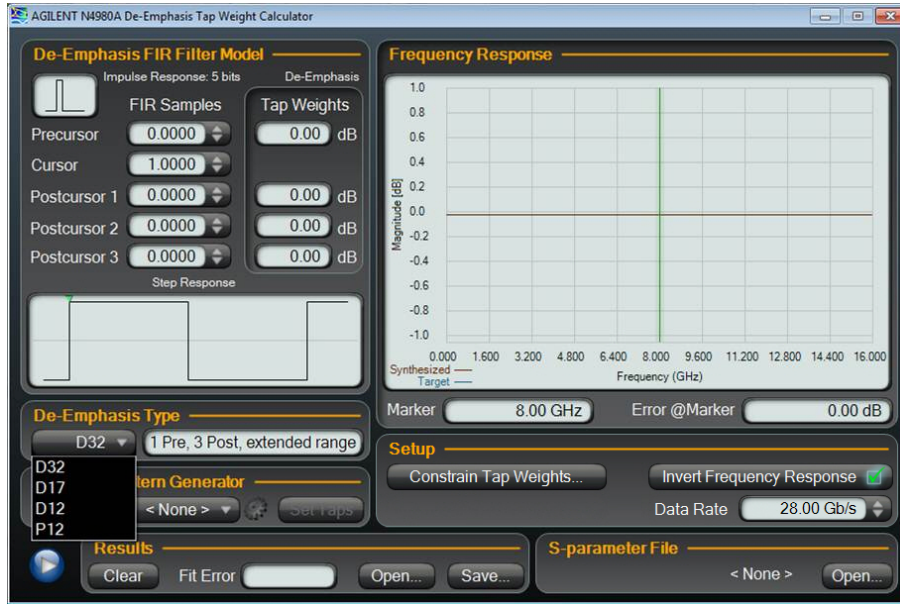 AGILENT N4980A De-Emphasis Tap Weight Calculator
De-Emphasis FIR Filter Model
Impulse Response: 5 bits
De-Emphasis
FIR Samples
Tap Weights
Precursor 0.0000 0.00 dB
Cursor 1.0000
Postcursor 1 0.0000 0.00 dB
Postcursor 2 0.0000 0.00 dB
Postcursor 3 0.0000 0.00 dB
Step Response
De-Emphasis Type
D32 1 Pre, 3 Post, extended range
D32
D17
D12
P12
tern Generator
< None > Set Taps
Results
Clear Fit Error Open... Save...
Frequency Response
1.0
0.8
0.6
0.4
0.2
0.0
-0.2
-0.4
-0.6
-0.8
-1.0
Magnitude [dB]
0.000 1.600 3.200 4.800 6.400 8.000 9.600 11.200 12.800 14.400 16.000
Synthesized
Target
Frequency (GHz)
Marker 8.00 GHz Error @Marker 0.00 dB
Setup
Constrain Tap Weights... Invert Frequency Response
Data Rate 28.00 Gb/s
S-parameter File
< None > Open...